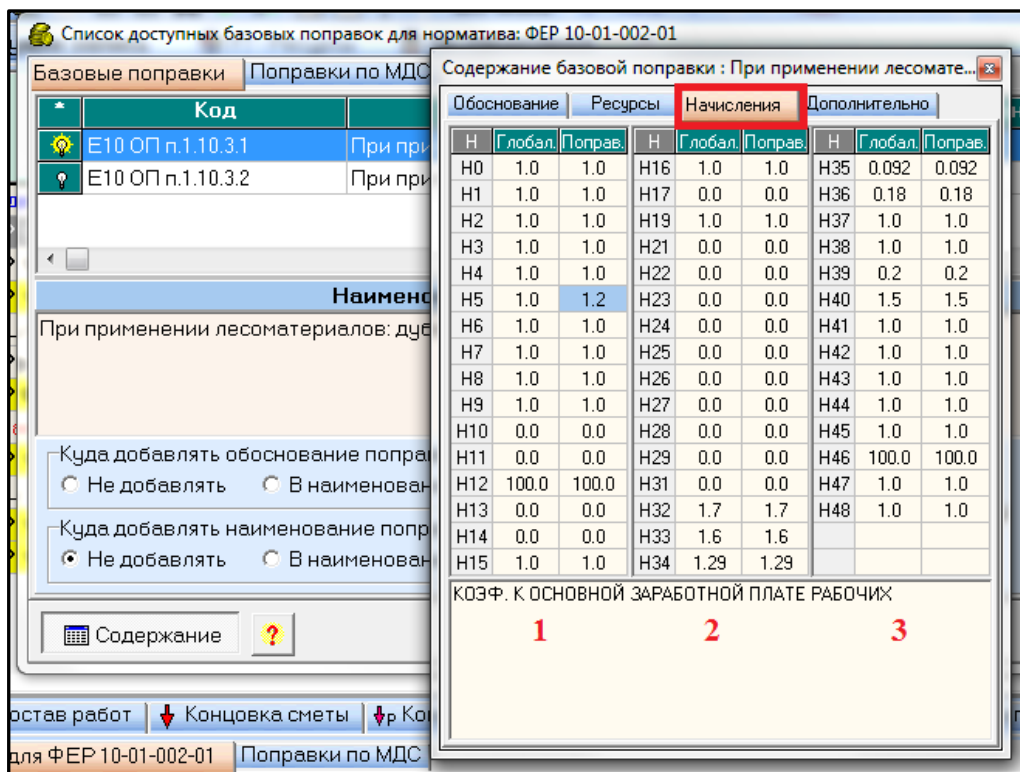 Список доступных базовых поправок для норматива: ФЕР 10-01-002-01
Базовые поправки Поправки по МДС
* Код
Е10 ОП п.1.10.3.1 При при
Е10 ОП п.1.10.3.2 При при
Наимено
При применении лесоматериалов: дуб
Куда добавлять обоснование поправ
Не добавлять В наименован
Куда добавлять наименование попр
Не добавлять В наименован
Содержание ?
остав работ Концовка сметы р Ко
для ФЕР 10-01-002-01 Поправки по МДС
Содержание базовой поправки : При применении лесомате...
Обоснование Ресурсы Начисления Дополнительно
Н Глобал. Поправ. Н Глобал. Поправ. Н Глобал. Поправ.
Н0 1.0 1.0 Н16 1.0 1.0 Н35 0.092 0.092
Н1 1.0 1.0 Н17 0.0 0.0 Н36 0.18 0.18
Н2 1.0 1.0 Н19 1.0 1.0 Н37 1.0 1.0
Н3 1.0 1.0 Н21 0.0 0.0 Н38 1.0 1.0
Н4 1.0 1.0 Н22 0.0 0.0 Н39 0.2 0.2
Н5 1.0 1.2 Н23 0.0 0.0 Н40 1.5 1.5
Н6 1.0 1.0 Н24 0.0 0.0 Н41 1.0 1.0
Н7 1.0 1.0 Н25 0.0 0.0 Н42 1.0 1.0
Н8 1.0 1.0 Н26 0.0 0.0 Н43 1.0 1.0
Н9 1.0 1.0 Н27 0.0 0.0 Н44 1.0 1.0
Н10 0.0 0.0 Н28 0.0 0.0 Н45 1.0 1.0
Н11 0.0 0.0 Н29 0.0 0.0 Н46 100.0 100.0
Н12 100.0 100.0 Н31 0.0 0.0 Н47 1.0 1.0
Н13 0.0 0.0 Н32 1.7 1.7 Н48 1.0 1.0
Н14 0.0 0.0 Н33 1.6 1.6
Н15 1.0 1.0 Н34 1.29 1.29
КОЭФ. К ОСНОВНОЙ ЗАРАБОТНОЙ ПЛАТЕ РАБОЧИХ
1 2 3